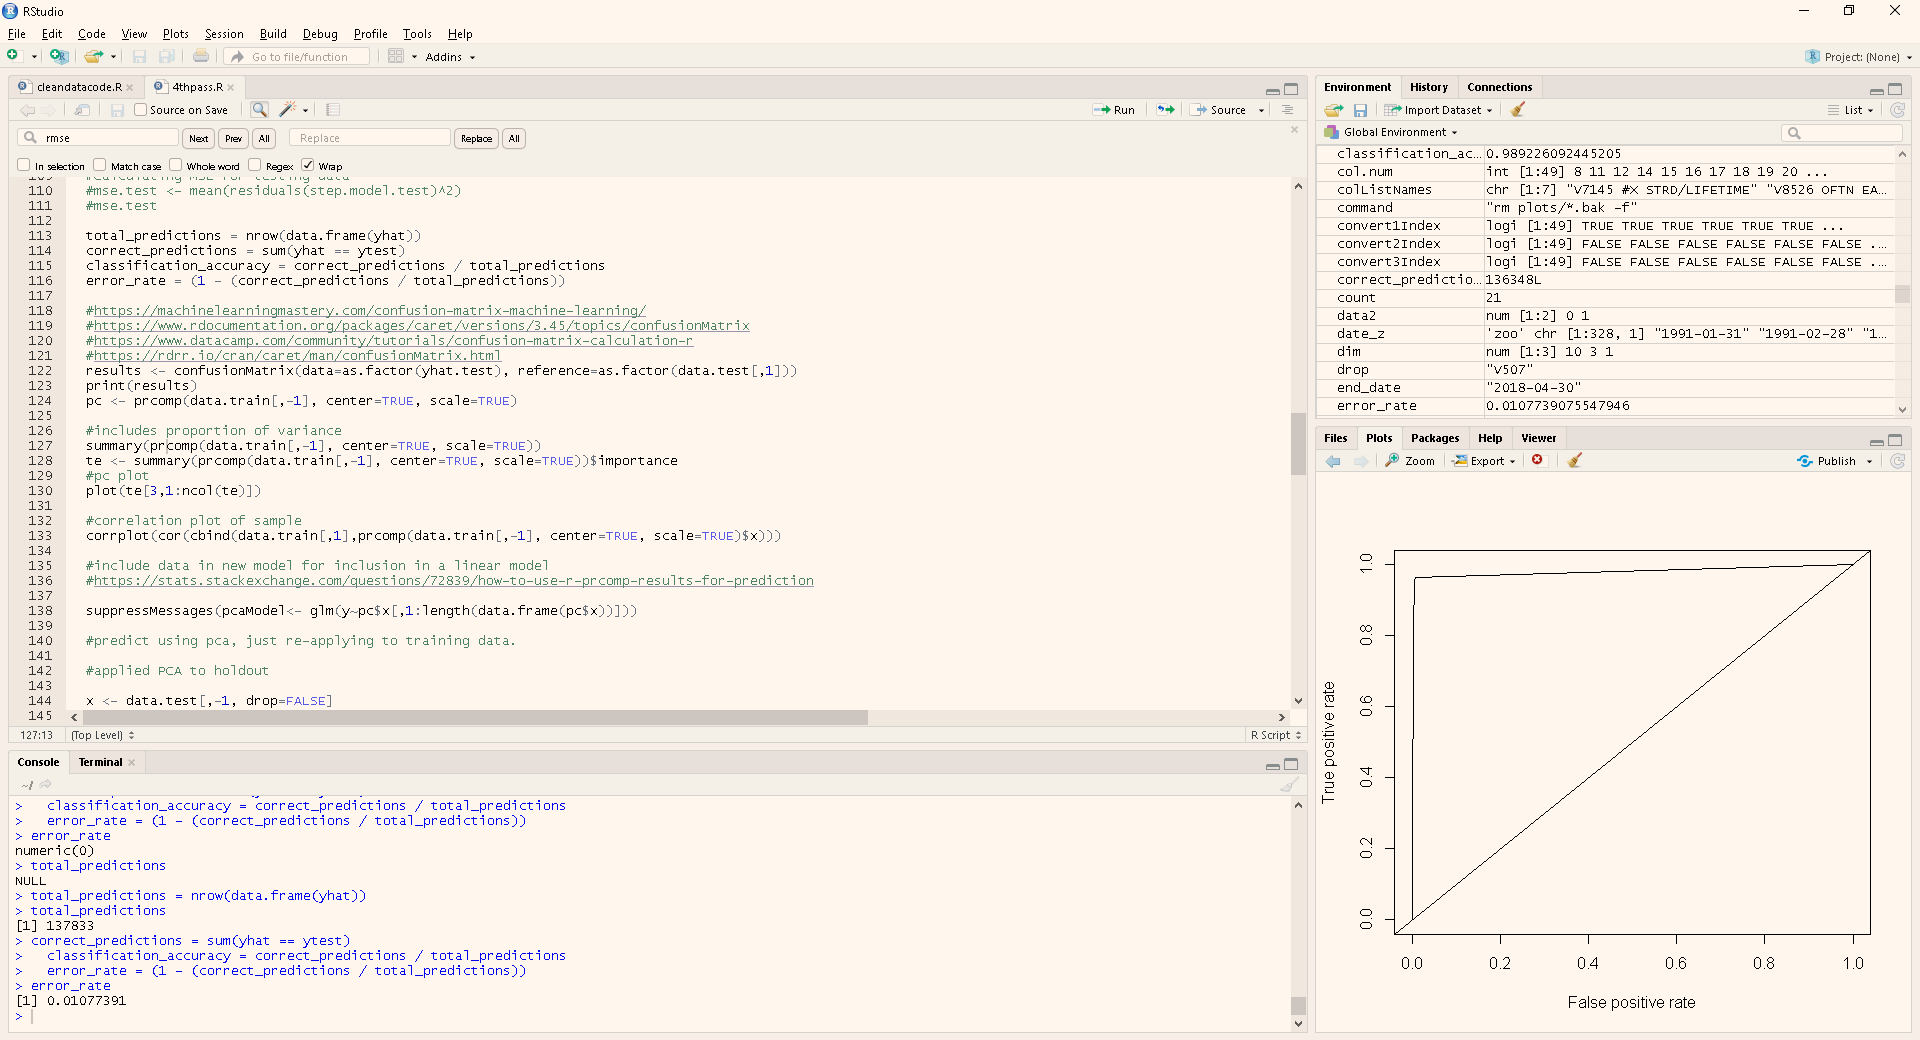 RStudio
File Edit Code View Plots Session Build Debug Profile Tools Help
Go to file/function Addins Project: (None)
cleandatacode.R 4thpass.R
Source on Save Run Source
rmse Next Prev All Replace Replace All
In selection Match case Whole word Regex Wrap
109 #calculating MSE for testing data
110 #mse.test <- mean(residuals(step.model.test)^2)
111 #mse.test
112
113 total_predictions = nrow(data.frame(yhat))
114 correct_predictions = sum(yhat == ytest)
115 classification_accuracy = correct_predictions / total_predictions
116 error_rate = (1 - (correct_predictions / total_predictions))
117
118 #https://machinelearningmastery.com/confusion-matrix-machine-learning/
119 #https://www.rdocumentation.org/packages/caret/versions/3.45/topics/confusionMatrix
120 #https://www.datacamp.com/community/tutorials/confusion-matrix-calculation-r
121 #https://rdrr.io/cran/caret/man/confusionMatrix.html
122 results <- confusionMatrix(data=as.factor(yhat.test), reference=as.factor(data.test[,1]))
123 print(results)
124 pc <- prcomp(data.train[,-1], center=TRUE, scale=TRUE)
125
126 #includes proportion of variance
127 summary(prcomp(data.train[,-1], center=TRUE, scale=TRUE))
128 te <- summary(prcomp(data.train[,-1], center=TRUE, scale=TRUE))$importance
129 #pc plot
130 plot(te[3,1:ncol(te)])
131
132 #correlation plot of sample
133 corrplot(cor(cbind(data.train[,1],prcomp(data.train[,-1], center=TRUE, scale=TRUE)$x)))
134
135 #include data in new model for inclusion in a linear model
136 #https://stats.stackexchange.com/questions/72839/how-to-use-r-prcomp-results-for-prediction
137
138 suppressMessages(pcaModel<- glm(y~pc$x[,1:length(data.frame(pc$x))]))
139
140 #predict using pca, just re-applying to training data.
141
142 #applied PCA to holdout
143
144 x <- data.test[,-1, drop=FALSE]
145
127:13 (Top Level) R Script
Console Terminal
~/
> classification_accuracy = correct_predictions / total_predictions
> error_rate = (1 - (correct_predictions / total_predictions))
> error_rate
numeric(0)
> total_predictions
NULL
> total_predictions = nrow(data.frame(yhat))
> total_predictions
[1] 137833
> correct_predictions = sum(yhat == ytest)
> classification_accuracy = correct_predictions / total_predictions
> error_rate = (1 - (correct_predictions / total_predictions))
> error_rate
[1] 0.01077391
>
Environment History Connections
Import Dataset List
Global Environment
classification_ac… 0.989226092445205
col.num int [1:49] 8 11 12 14 15 16 17 18 19 20 ...
colListNames chr [1:7] "V7145 #X STRD/LIFETIME" "V8526 OFTN EA…
command "rm plots/*.bak -f"
convert1Index logi [1:49] TRUE TRUE TRUE TRUE TRUE TRUE ...
convert2Index logi [1:49] FALSE FALSE FALSE FALSE FALSE FALSE .…
convert3Index logi [1:49] FALSE FALSE FALSE FALSE FALSE FALSE .…
correct_predictio… 136348L
count 21
data2 num [1:2] 0 1
date_z 'zoo' chr [1:328, 1] "1991-01-31" "1991-02-28" "1…
dim num [1:3] 10 3 1
drop "V507"
end_date "2018-04-30"
error_rate 0.0107739075547946
Files Plots Packages Help Viewer
Zoom Export Publish
True positive rate
1.0
0.8
0.6
0.4
0.2
0.0
0.0 0.2 0.4 0.6 0.8 1.0
False positive rate